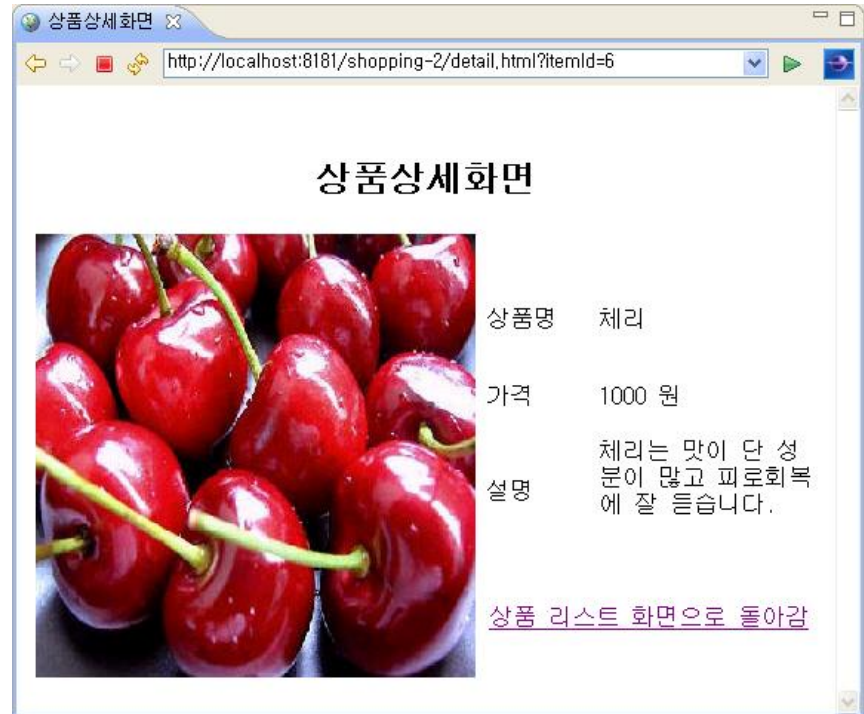 상품상세화면
http://localhost:8181/shopping-2/detail.html?itemId=6
상품상세화면
상품명 체리
가격 1000 원
설명 체리는 맛이 단 성
분이 많고 피로회복
에 잘 듣습니다.
상품 리스트 화면으로 돌아감